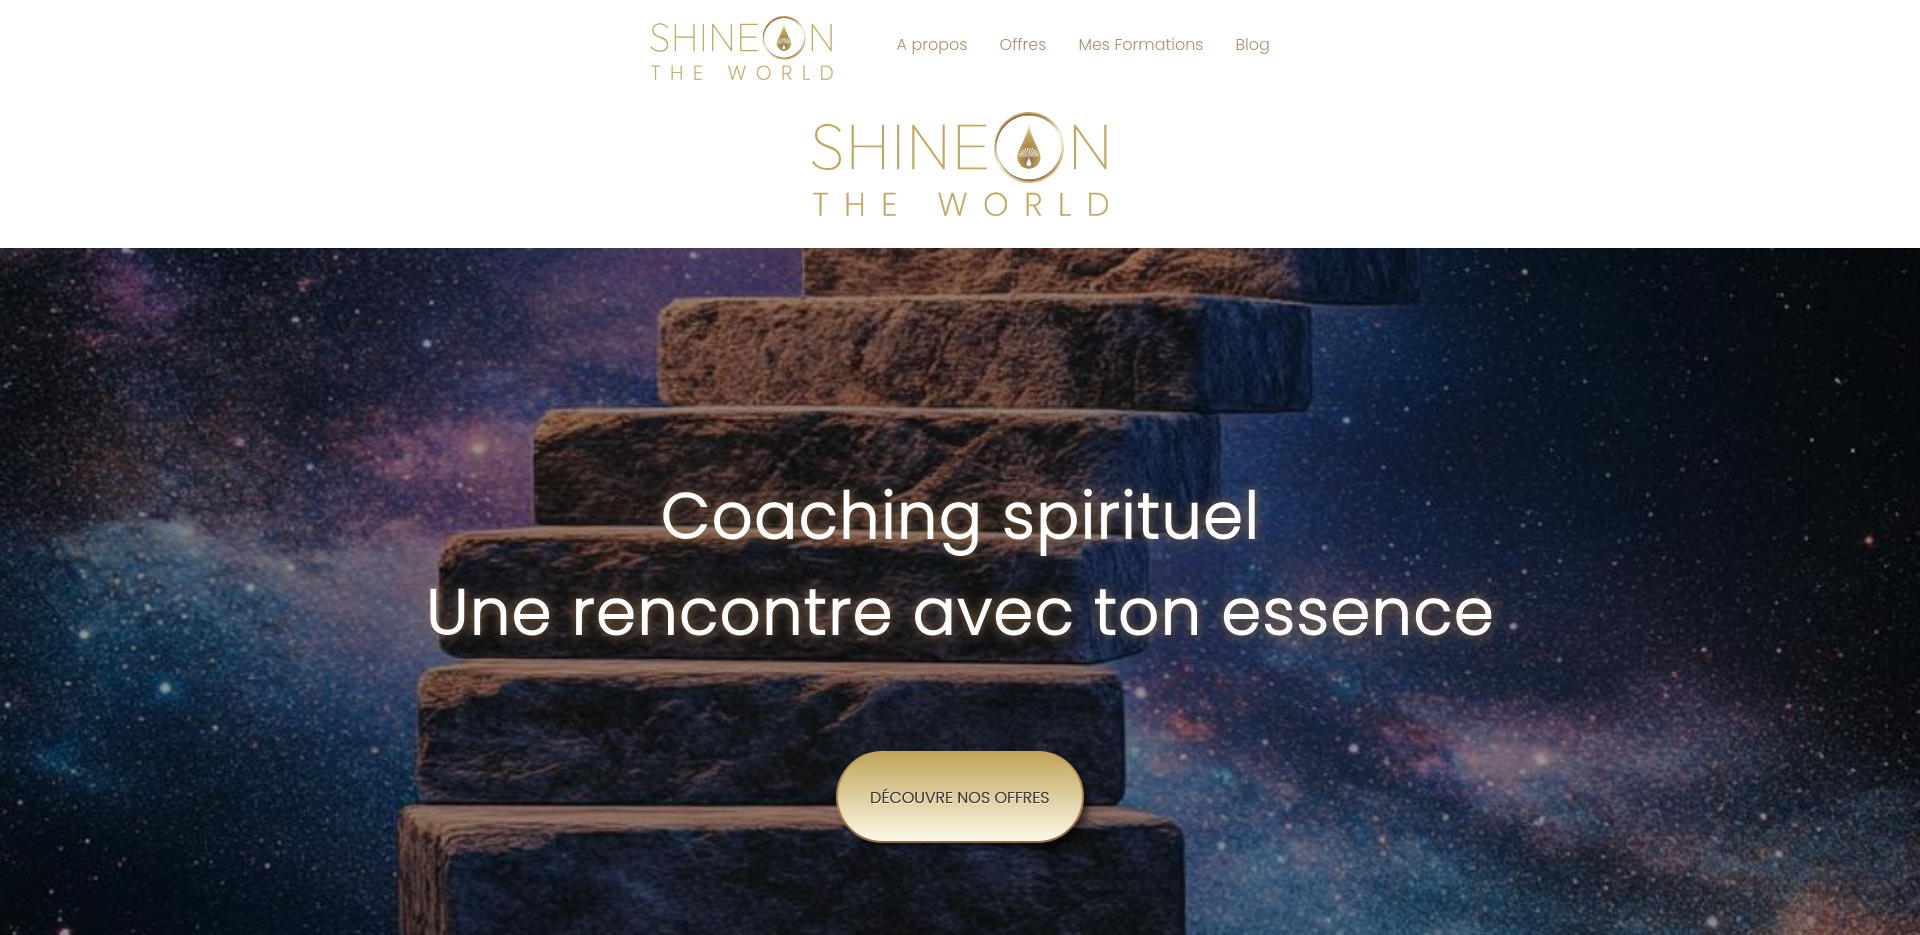 SHINE ON
THE WORLD
A propos
Offres
Mes Formations
Blog
SHINE ON
THE WORLD
Coaching spirituel
Une rencontre avec ton essence
DÉCOUVRE NOS OFFRES